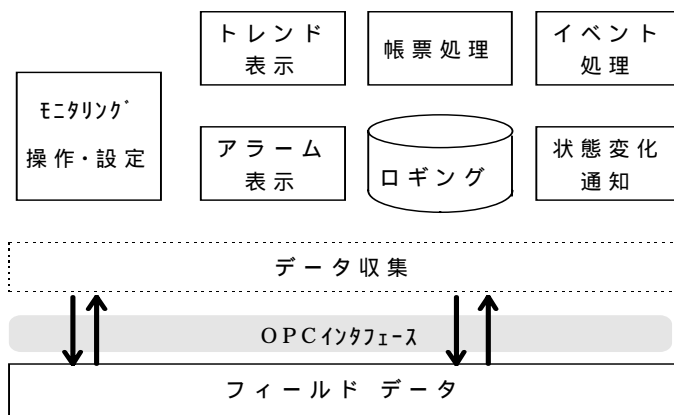 トレンド
表示
帳票処理
イベント
処理
ﾓﾆﾀﾘﾝｸﾞ
操作・設定
アラーム
表示
ロギング
状態変化
通知
データ収集
OPCｲﾝﾀﾌｪｰｽ
フィールド データ